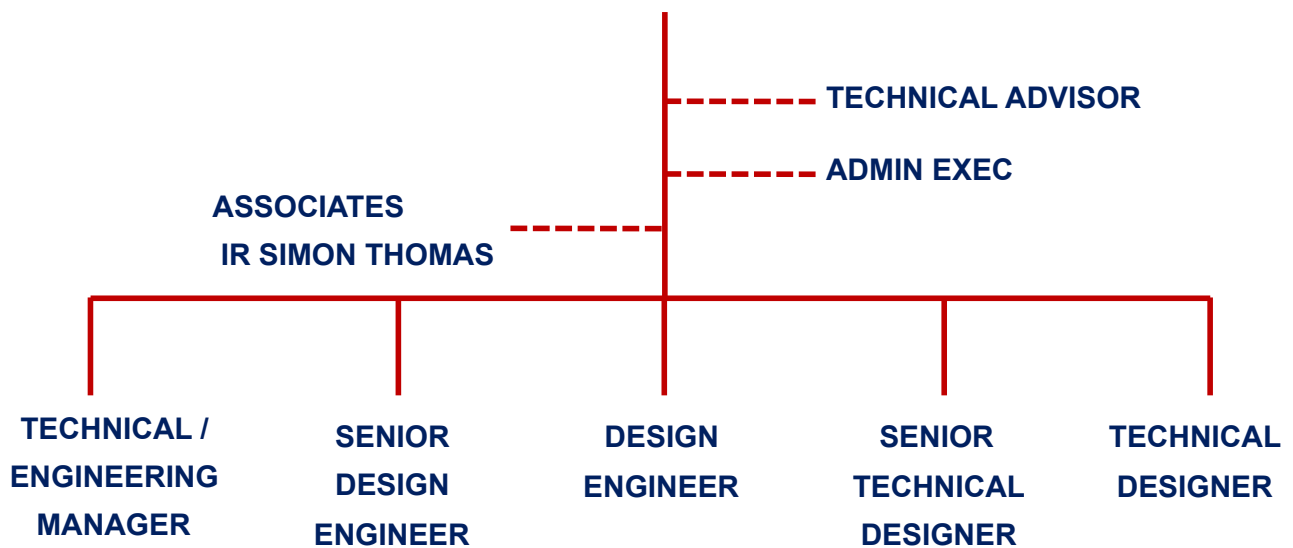 TECHNICAL ADVISOR
ADMIN EXEC
ASSOCIATES
IR SIMON THOMAS
TECHNICAL /
ENGINEERING
MANAGER
SENIOR
DESIGN
ENGINEER
DESIGN
ENGINEER
SENIOR
TECHNICAL
DESIGNER
TECHNICAL
DESIGNER